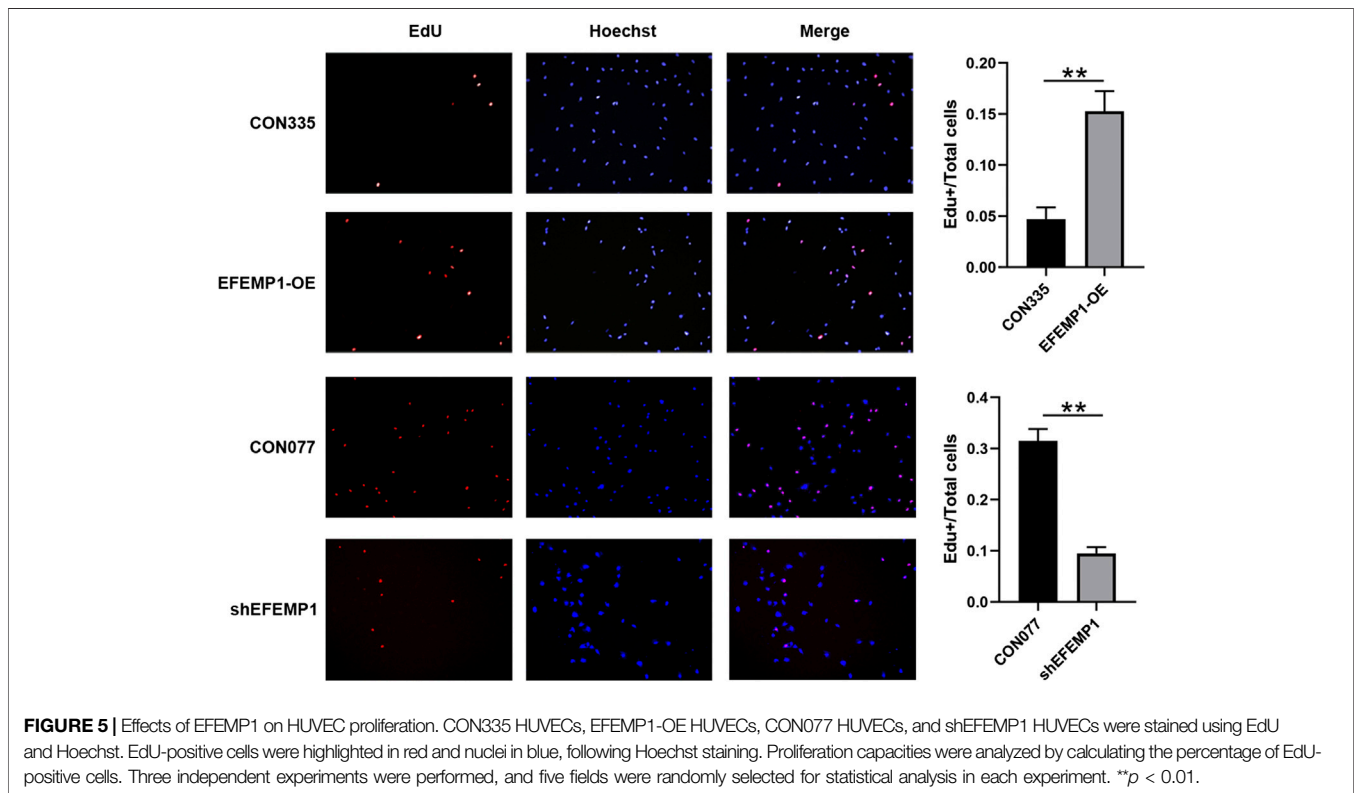 EdU Hoechst Merge
CON335
EFEMP1-OE
CON077
shEFEMP1
Edu+/Total cells
0.20
0.15
0.10
0.05
0.00
**
CON335
EFEMP1-OE
Edu+/Total cells
0.4
0.3
0.2
0.1
0.0
**
CON077
shEFEMP1
FIGURE 5 | Effects of EFEMP1 on HUVEC proliferation. CON335 HUVECs, EFEMP1-OE HUVECs, CON077 HUVECs, and shEFEMP1 HUVECs were stained using EdU
and Hoechst. EdU-positive cells were highlighted in red and nuclei in blue, following Hoechst staining. Proliferation capacities were analyzed by calculating the percentage of EdU-
positive cells. Three independent experiments were performed, and five fields were randomly selected for statistical analysis in each experiment. **p < 0.01.